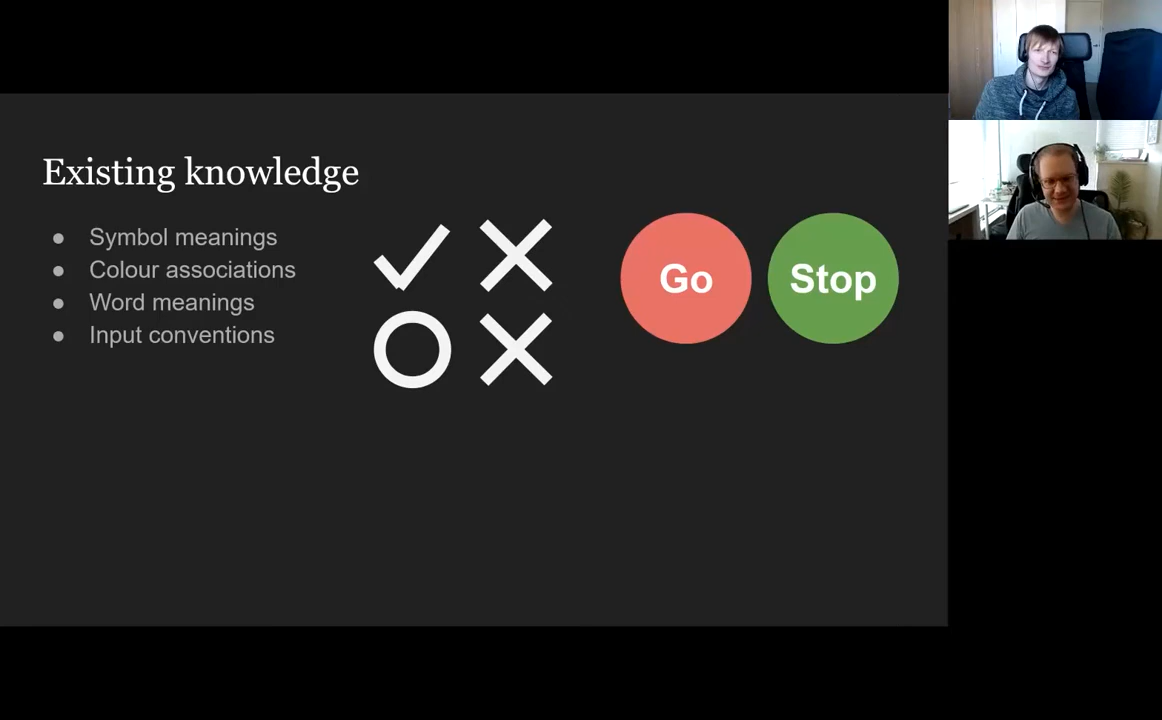 Existing knowledge
Symbol meanings
Colour associations
Word meanings
Input conventions
Go
Stop